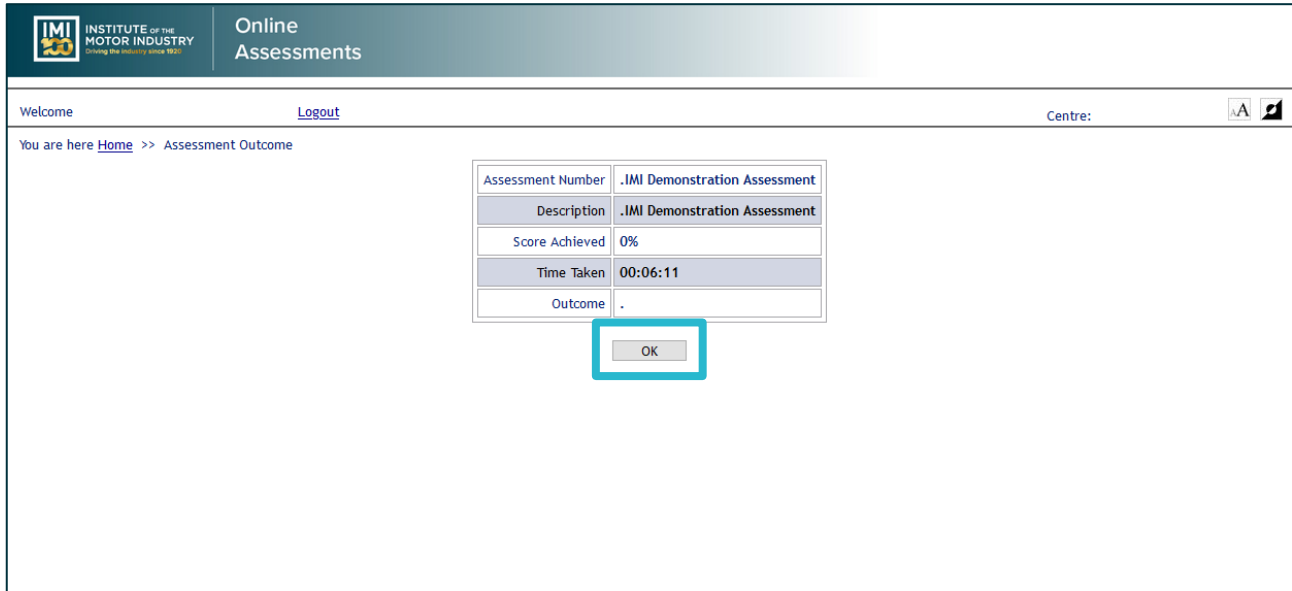 IMI
100
INSTITUTE OF THE
MOTOR INDUSTRY
Driving the industry since 1920
Online
Assessments
Welcome
Logout
Centre:
AA
You are here Home >> Assessment Outcome
Assessment Number .IMI Demonstration Assessment
Description .IMI Demonstration Assessment
Score Achieved 0%
Time Taken 00:06:11
Outcome .
OK